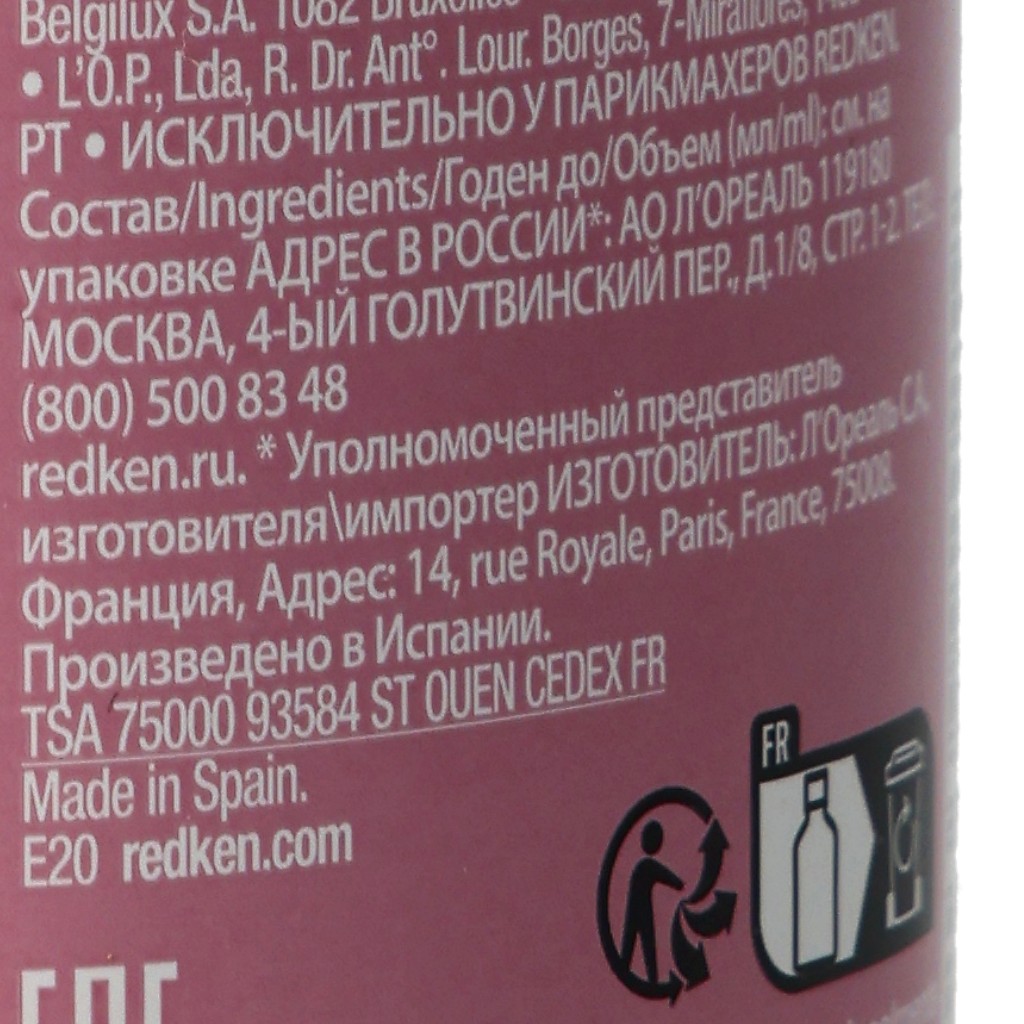 Belgilux S.A. 1082
• L'O.P., Lda, R. Dr. Ant°. Lour. Borges, 7-Miraflores,
PT • ИСКЛЮЧИТЕЛЬНО У ПАРИКМАХЕРОВ REDKEN.
Состав/Ingredients/Годен до/Объем (мл/ml): см. на
упаковке АДРЕС В РОССИИ*: АО Л'ОРЕАЛЬ 119180
МОСКВА, 4-ЫЙ ГОЛУТВИНСКИЙ ПЕР., Д.1/8, СТР. 1-2,
(800) 500 83 48
redken.ru. * Уполномоченный представитель
изготовителя\импортер ИЗГОТОВИТЕЛЬ: Л'Ореаль С.А.
Франция, Адрес: 14, rue Royale, Paris, France, 75008.
Произведено в Испании.
TSA 75000 93584 ST OUEN CEDEX FR
Made in Spain.
E20 redken.com
FR